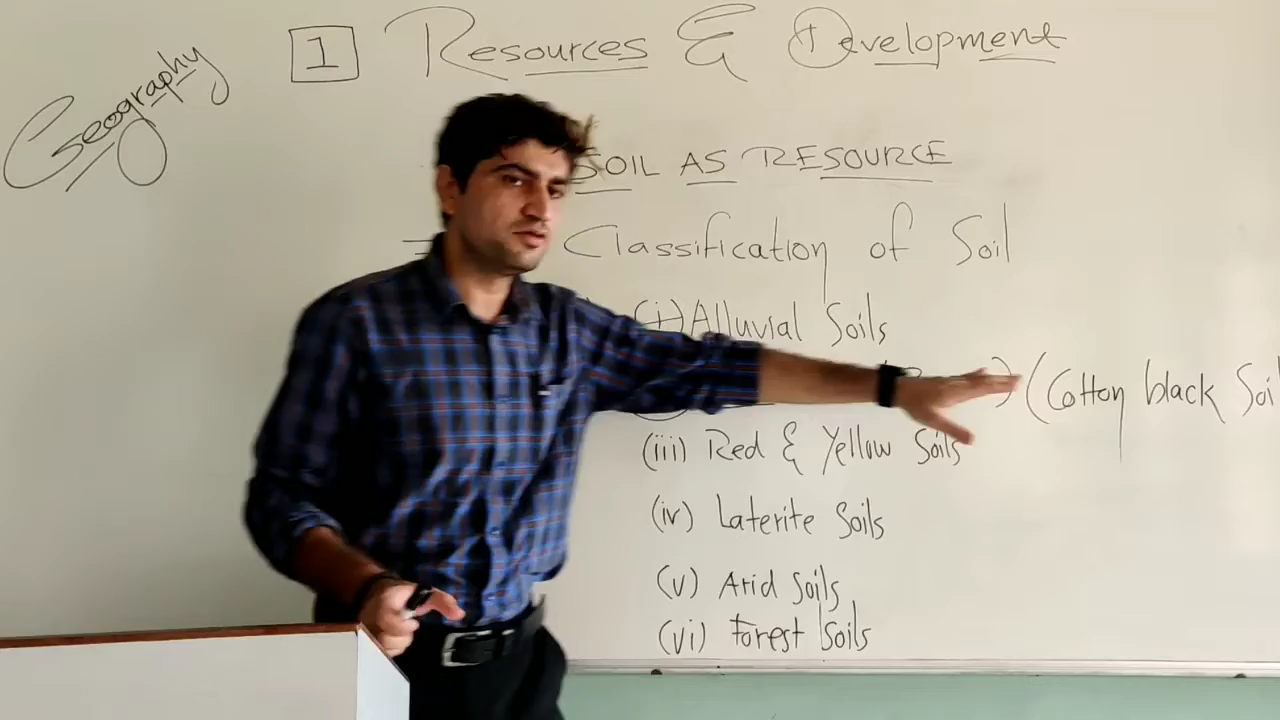 Geography
1 Resources & Development
SOIL AS RESOURCE
Classification of Soil
(i) Alluvial Soils
(Cotton black Soil
(iii) Red & Yellow Soils
(iv) Laterite Soils
(v) Arid Soils
(vi) Forest Soils